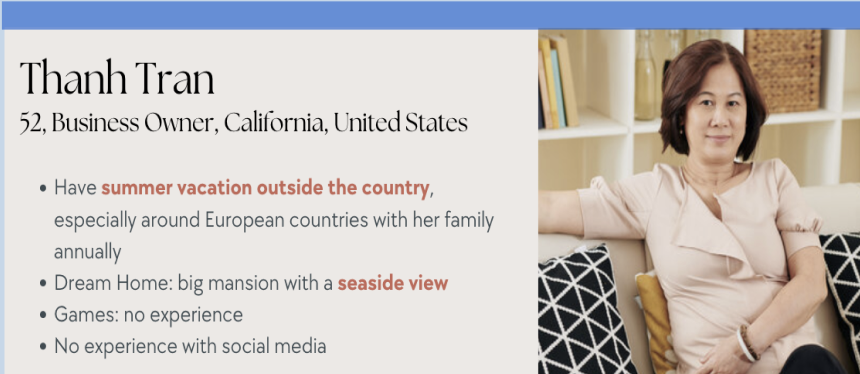 Thanh Tran
52, Business Owner, California, United States
• Have summer vacation outside the country,
especially around European countries with her family
annually
• Dream Home: big mansion with a seaside view
• Games: no experience
• No experience with social media